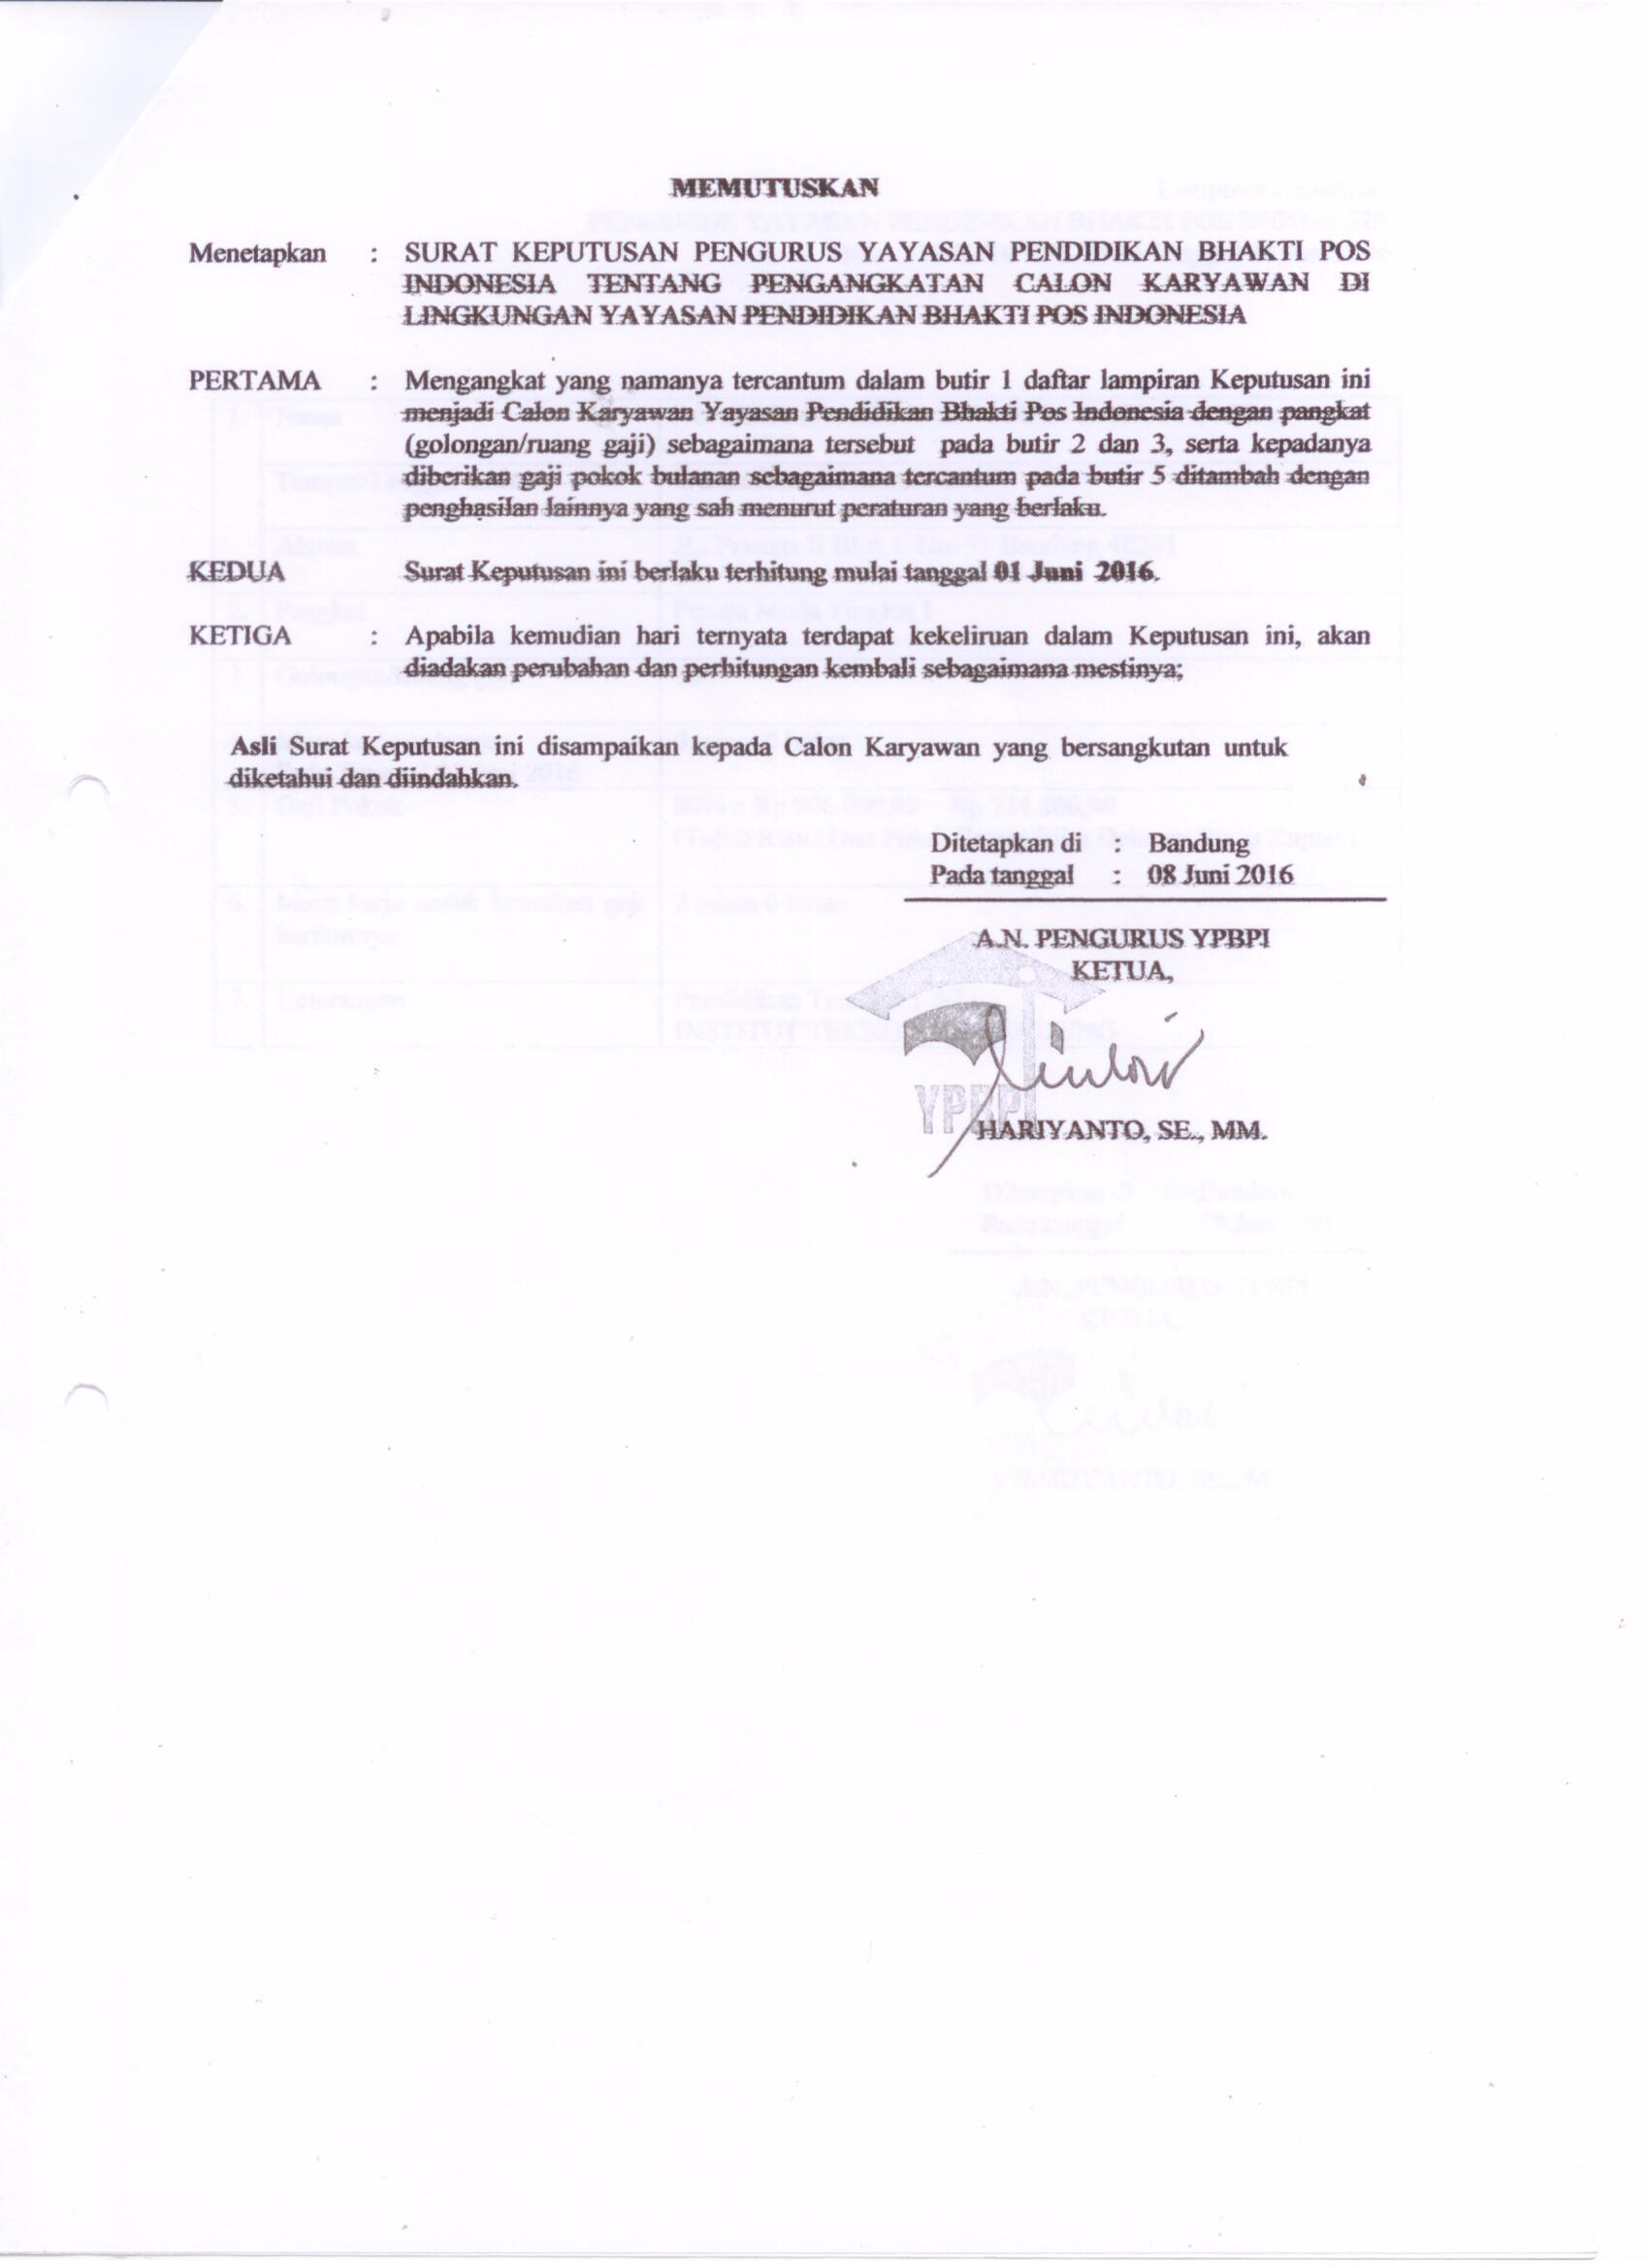 MEMUTUSKAN
Menetapkan : SURAT KEPUTUSAN PENGURUS YAYASAN PENDIDIKAN BHAKTI POS
INDONESIA TENTANG PENGANGKATAN CALON KARYAWAN DI
LINGKUNGAN YAYASAN PENDIDIKAN BHAKTI POS INDONESIA
PERTAMA : Mengangkat yang namanya tercantum dalam butir 1 daftar lampiran Keputusan ini
menjadi Calon Karyawan Yayasan Pendidikan Bhakti Pos Indonesia dengan pangkat
(golongan/ruang gaji) sebagaimana tersebut pada butir 2 dan 3, serta kepadanya
diberikan gaji pokok bulanan sebagaimana tercantum pada butir 5 ditambah dengan
penghasilan lainnya yang sah menurut peraturan yang berlaku.
KEDUA Surat Keputusan ini berlaku terhitung mulai tanggal 01 Juni 2016.
KETIGA : Apabila kemudian hari ternyata terdapat kekeliruan dalam Keputusan ini, akan
diadakan perubahan dan perhitungan kembali sebagaimana mestinya;
Asli Surat Keputusan ini disampaikan kepada Calon Karyawan yang bersangkutan untuk
diketahui dan diindahkan.
Ditetapkan di : Bandung
Pada tanggal : 08 Juni 2016
A.N. PENGURUS YPBPI
KETUA,
YPBPI
HARIYANTO, SE., MM.